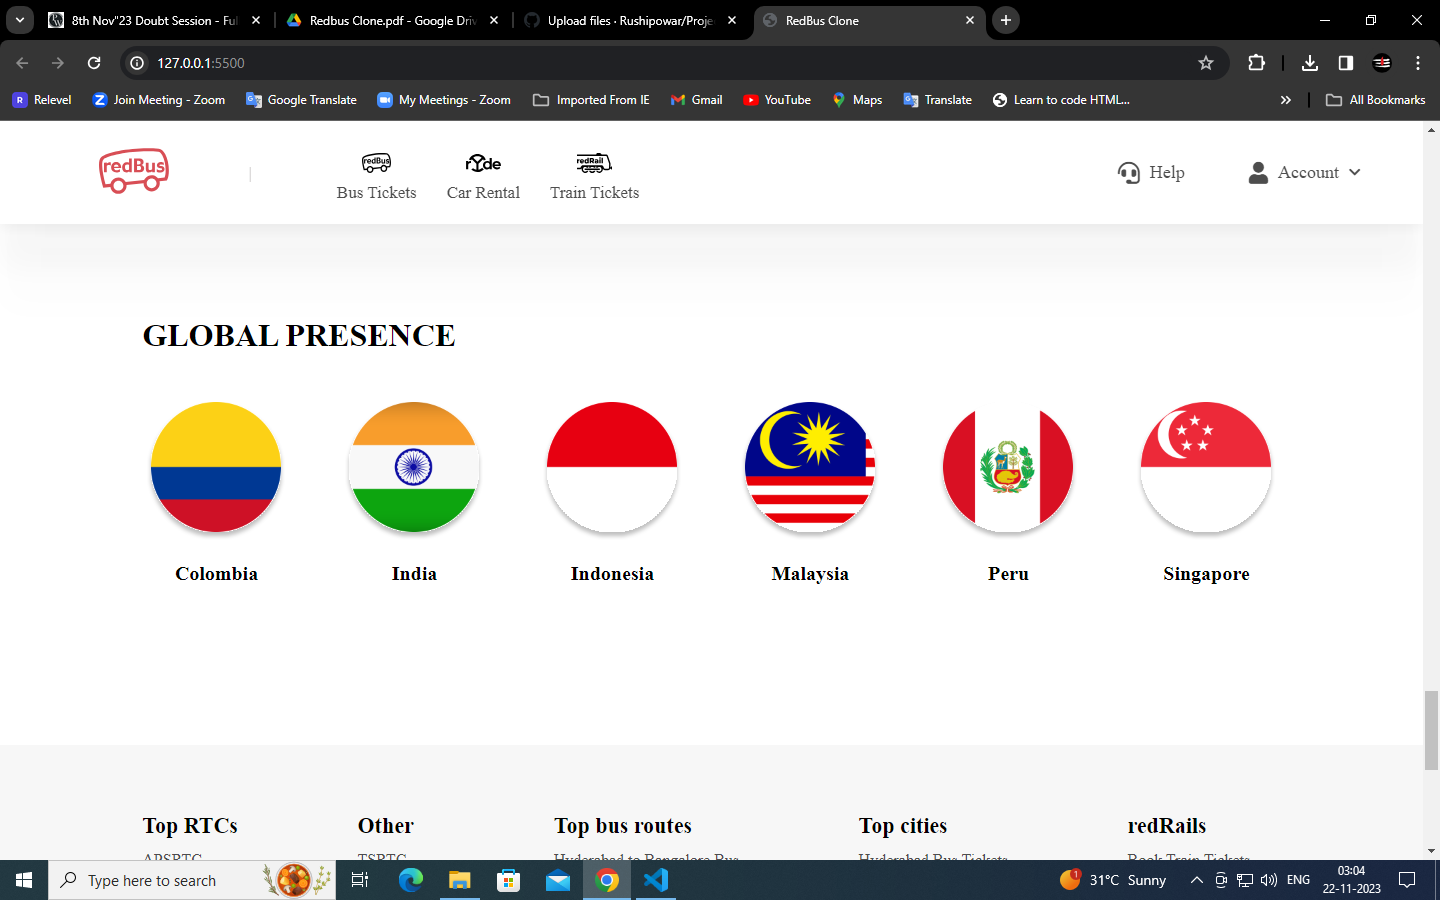 8th Nov"23 Doubt Session - Ful
Redbus Clone.pdf - Google Driv
Upload files · Rushipowar/Proje
RedBus Clone
127.0.0.1:5500
Relevel
Join Meeting - Zoom
Google Translate
My Meetings - Zoom
Imported From IE
Gmail
YouTube
Maps
Translate
Learn to code HTML...
All Bookmarks
redBus
redBus
Bus Tickets
ryde
Car Rental
redRail
Train Tickets
Help
Account
GLOBAL PRESENCE
Colombia
India
Indonesia
Malaysia
Peru
Singapore
Top RTCs
Other
Top bus routes
Top cities
redRails
APSRTC
TSRTC
Hyderabad to Bangalore Bus
Hyderabad Bus Tickets
Book Train Tickets
Type here to search
1
31°C Sunny
ENG
03:04
22-11-2023